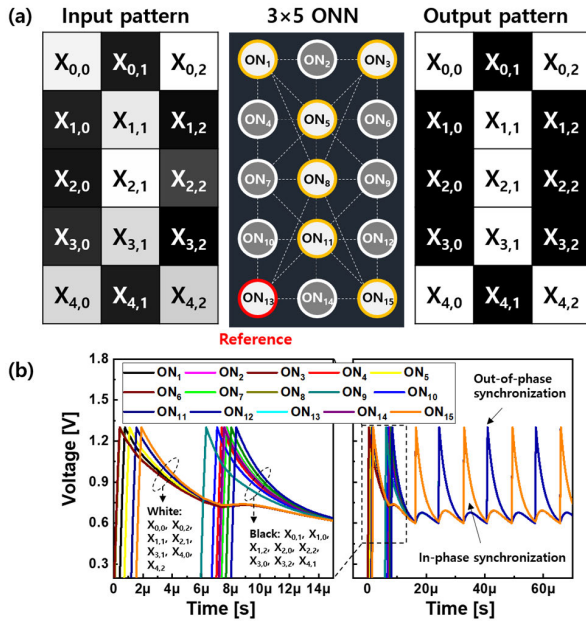 (a) Input pattern 3×5 ONN Output pattern
X0,0 X0,1 X0,2 ON1 ON2 ON3 X0,0 X0,1 X0,2
X1,0 X1,1 X1,2 ON4 ON5 ON6 X1,0 X1,1 X1,2
X2,0 X2,1 X2,2 ON7 ON8 ON9 X2,0 X2,1 X2,2
X3,0 X3,1 X3,2 ON10 ON11 ON12 X3,0 X3,1 X3,2
X4,0 X4,1 X4,2 ON13 ON14 ON15 X4,0 X4,1 X4,2
Reference
(b)
Voltage [V]
1.8
1.5
1.2
0.9
0.6
0.3
ON1 ON2 ON3 ON4 ON5
ON6 ON7 ON8 ON9 ON10
ON11 ON12 ON13 ON14 ON15
White:
X0,0, X0,2,
X1,1, X2,1,
X3,1, X4,0,
X4,2
Black: X0,1, X1,0,
X1,2, X2,0, X2,2,
X3,0, X3,2, X4,1
0 2μ 4μ 6μ 8μ 10μ 14μ
Time [s]
Out-of-phase
synchronization
In-phase synchronization
0 20μ 40μ 60μ
Time [s]